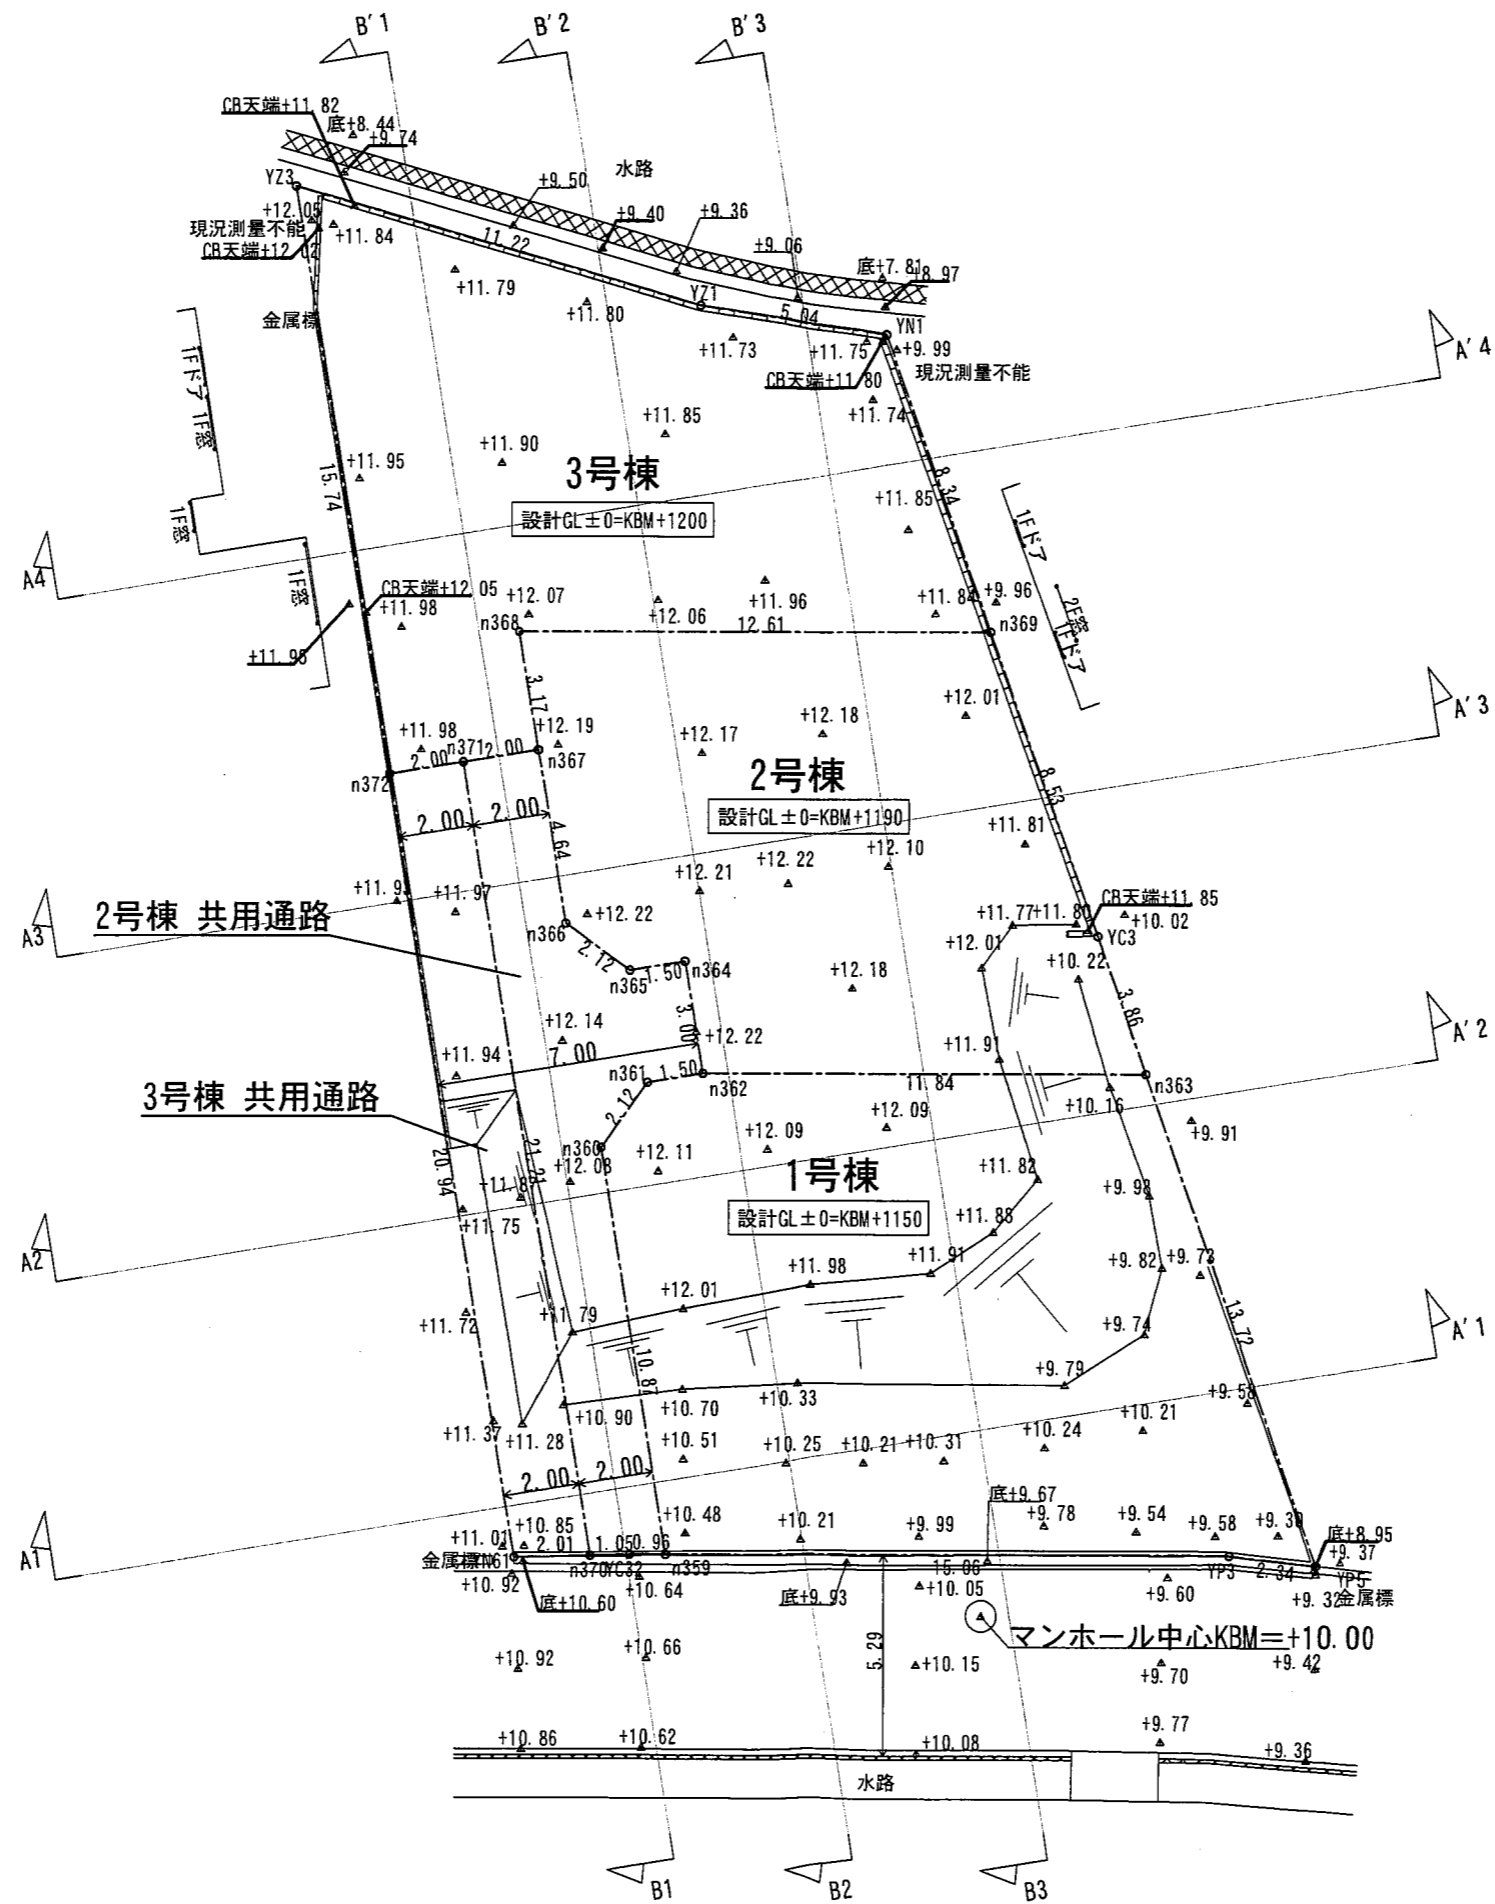 B'1
B'2
B'3
CB天端+11.82
底+8.44
+9.74
YZ3
+9.50
水路
+12.05
現況測量不能
+11.84
+9.40
+9.36
CB天端+12.02
11.22
+9.06
+11.79
底+7.81
+8.97
YZ1
+11.80
5.04
YN1
金属標
+11.73
+11.75
+9.99
現況測量不能
A'4
1Fドア
1F窓
CB天端+11.80
+11.74
+11.85
+11.90
3号棟
+11.95
15.74
8.34
設計GL±0=KBM+1200
+11.85
1F窓
1Fドア
A4
1F窓
CB天端+12.05
+12.07
+11.98
+12.06
+11.96
+11.84
+9.96
n368
12.61
n369
2F窓
1Fドア
+11.95
3.17
+12.01
A'3
+11.98
+12.19
+12.17
+12.18
n371
2.00
2.00
n367
n372
2号棟
8.53
設計GL±0=KBM+1190
2.00
2.00
4.64
+11.81
+12.10
+12.22
+12.21
+11.97
CB天端+11.85
2号棟 共用通路
+12.22
+11.77
+11.80
+10.02
A3
n366
YC3
+12.01
2.12
1.50
n364
n365
+10.22
+12.18
3.86
3.00
+12.14
+12.22
A'2
7.00
+11.91
+11.94
n361
1.50
n362
11.84
n363
3号棟 共用通路
2.12
+10.16
+12.09
+9.91
n360
+12.09
20.94
21.21
+12.11
1号棟
+11.82
+9.98
+11.75
設計GL±0=KBM+1150
+11.88
A2
+11.91
+9.82
+9.73
+11.98
+12.01
+11.72
+11.79
13.72
A'1
+9.74
10.87
+9.79
+10.33
+10.70
+10.90
+9.58
+11.37
+11.28
+10.51
+10.25
+10.21
+10.31
+10.24
+10.21
2.00
2.00
底+9.67
+10.85
+10.48
+10.21
+9.99
+9.78
+9.54
+9.58
底+8.95
A1
+11.01
2.01
1.05
0.96
+9.37
金属標
n370
YC32
n359
15.06
YP3
2.34
YP5
+10.92
+10.64
底+9.93
+10.05
+9.60
+9.32
金属標
底+10.60
マンホール中心KBM=+10.00
5.29
+10.92
+10.66
+10.15
+9.70
+9.42
+10.86
+10.62
+10.08
+9.77
+9.36
水路
B1
B2
B3